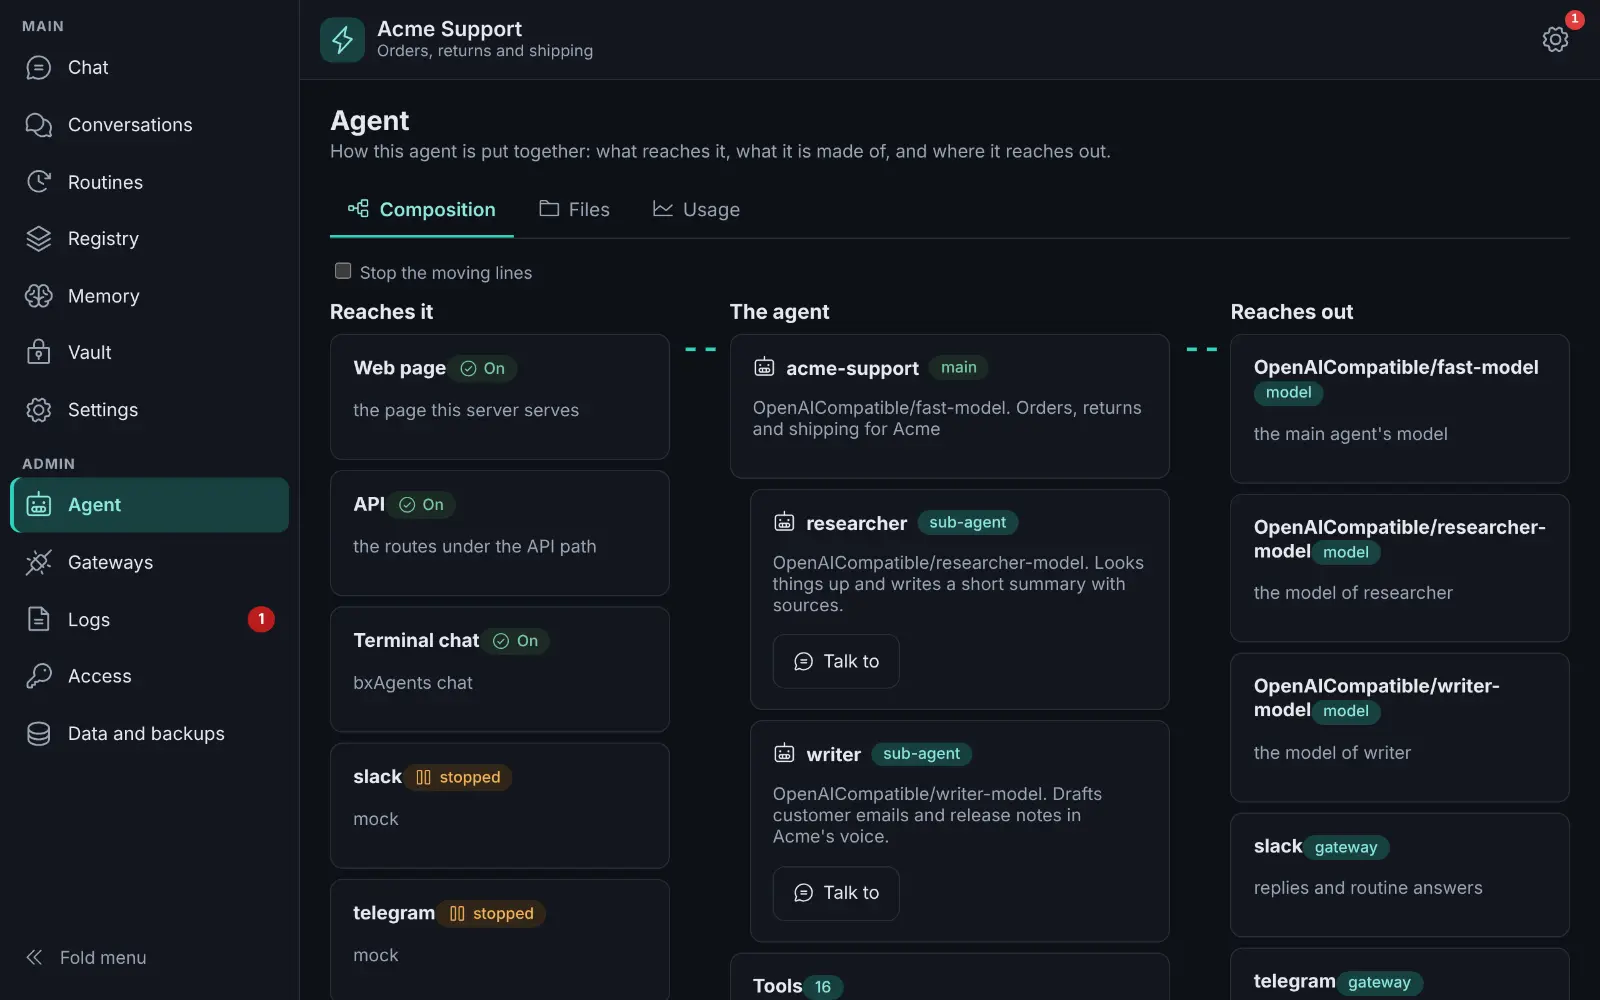 MAIN
Chat
Conversations
Routines
Registry
Memory
Vault
Settings
ADMIN
Agent
Gateways
Logs 1
Access
Data and backups
Fold menu
Acme Support
Orders, returns and shipping
1
Agent
How this agent is put together: what reaches it, what it is made of, and where it reaches out.
Composition Files Usage
Stop the moving lines
Reaches it
Web page On
the page this server serves
API On
the routes under the API path
Terminal chat On
bxAgents chat
slack stopped
mock
telegram stopped
mock
The agent
acme-support main
OpenAICompatible/fast-model. Orders, returns
and shipping for Acme
researcher sub-agent
OpenAICompatible/researcher-model. Looks
things up and writes a short summary with
sources.
Talk to
writer sub-agent
OpenAICompatible/writer-model. Drafts
customer emails and release notes in
Acme's voice.
Talk to
Tools 16
Reaches out
OpenAICompatible/fast-model
model
the main agent's model
OpenAICompatible/researcher-
model model
the model of researcher
OpenAICompatible/writer-
model model
the model of writer
slack gateway
replies and routine answers
telegram gateway